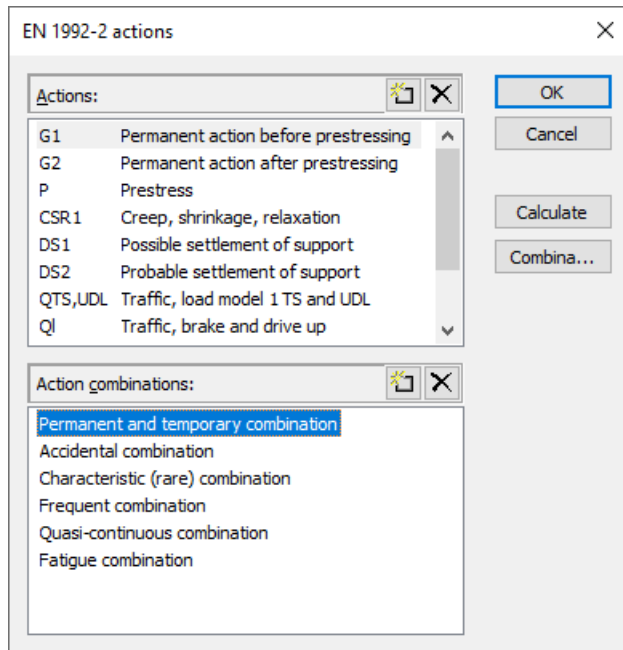 EN 1992-2 actions
Actions:
OK
G1 Permanent action before prestressing
G2 Permanent action after prestressing
Cancel
P Prestress
CSR1 Creep, shrinkage, relaxation
Calculate
DS1 Possible settlement of support
DS2 Probable settlement of support
Combina...
QTS,UDL Traffic, load model 1 TS and UDL
Ql Traffic, brake and drive up
Action combinations:
Permanent and temporary combination
Accidental combination
Characteristic (rare) combination
Frequent combination
Quasi-continuous combination
Fatigue combination